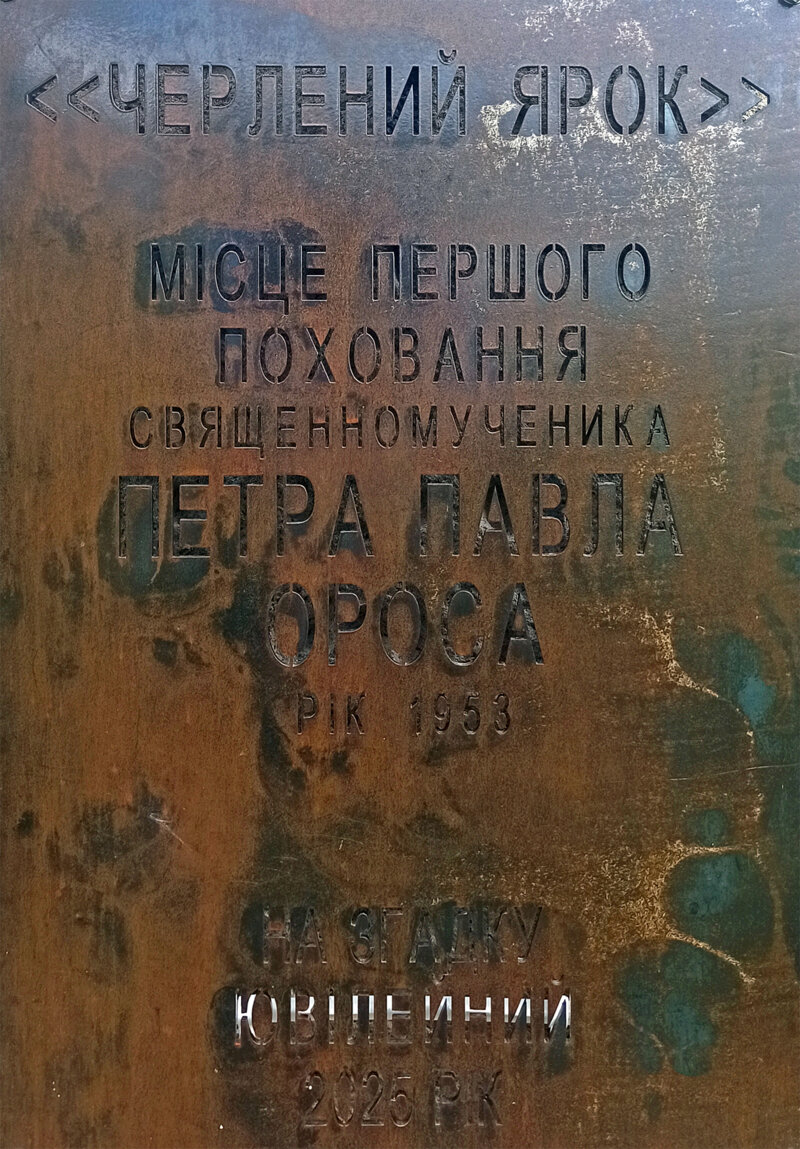 <<ЧЕРЛЕНИЙ ЯРОК>>
МІСЦЕ ПЕРШОГО
ПОХОВАННЯ
СВЯЩЕННОМУЧЕНИКА
ПЕТРА ПАВЛА
ОРОСА
РІК 1953
НА ЗГАДКУ
ЮВІЛЕЙНИЙ
2025 РІК